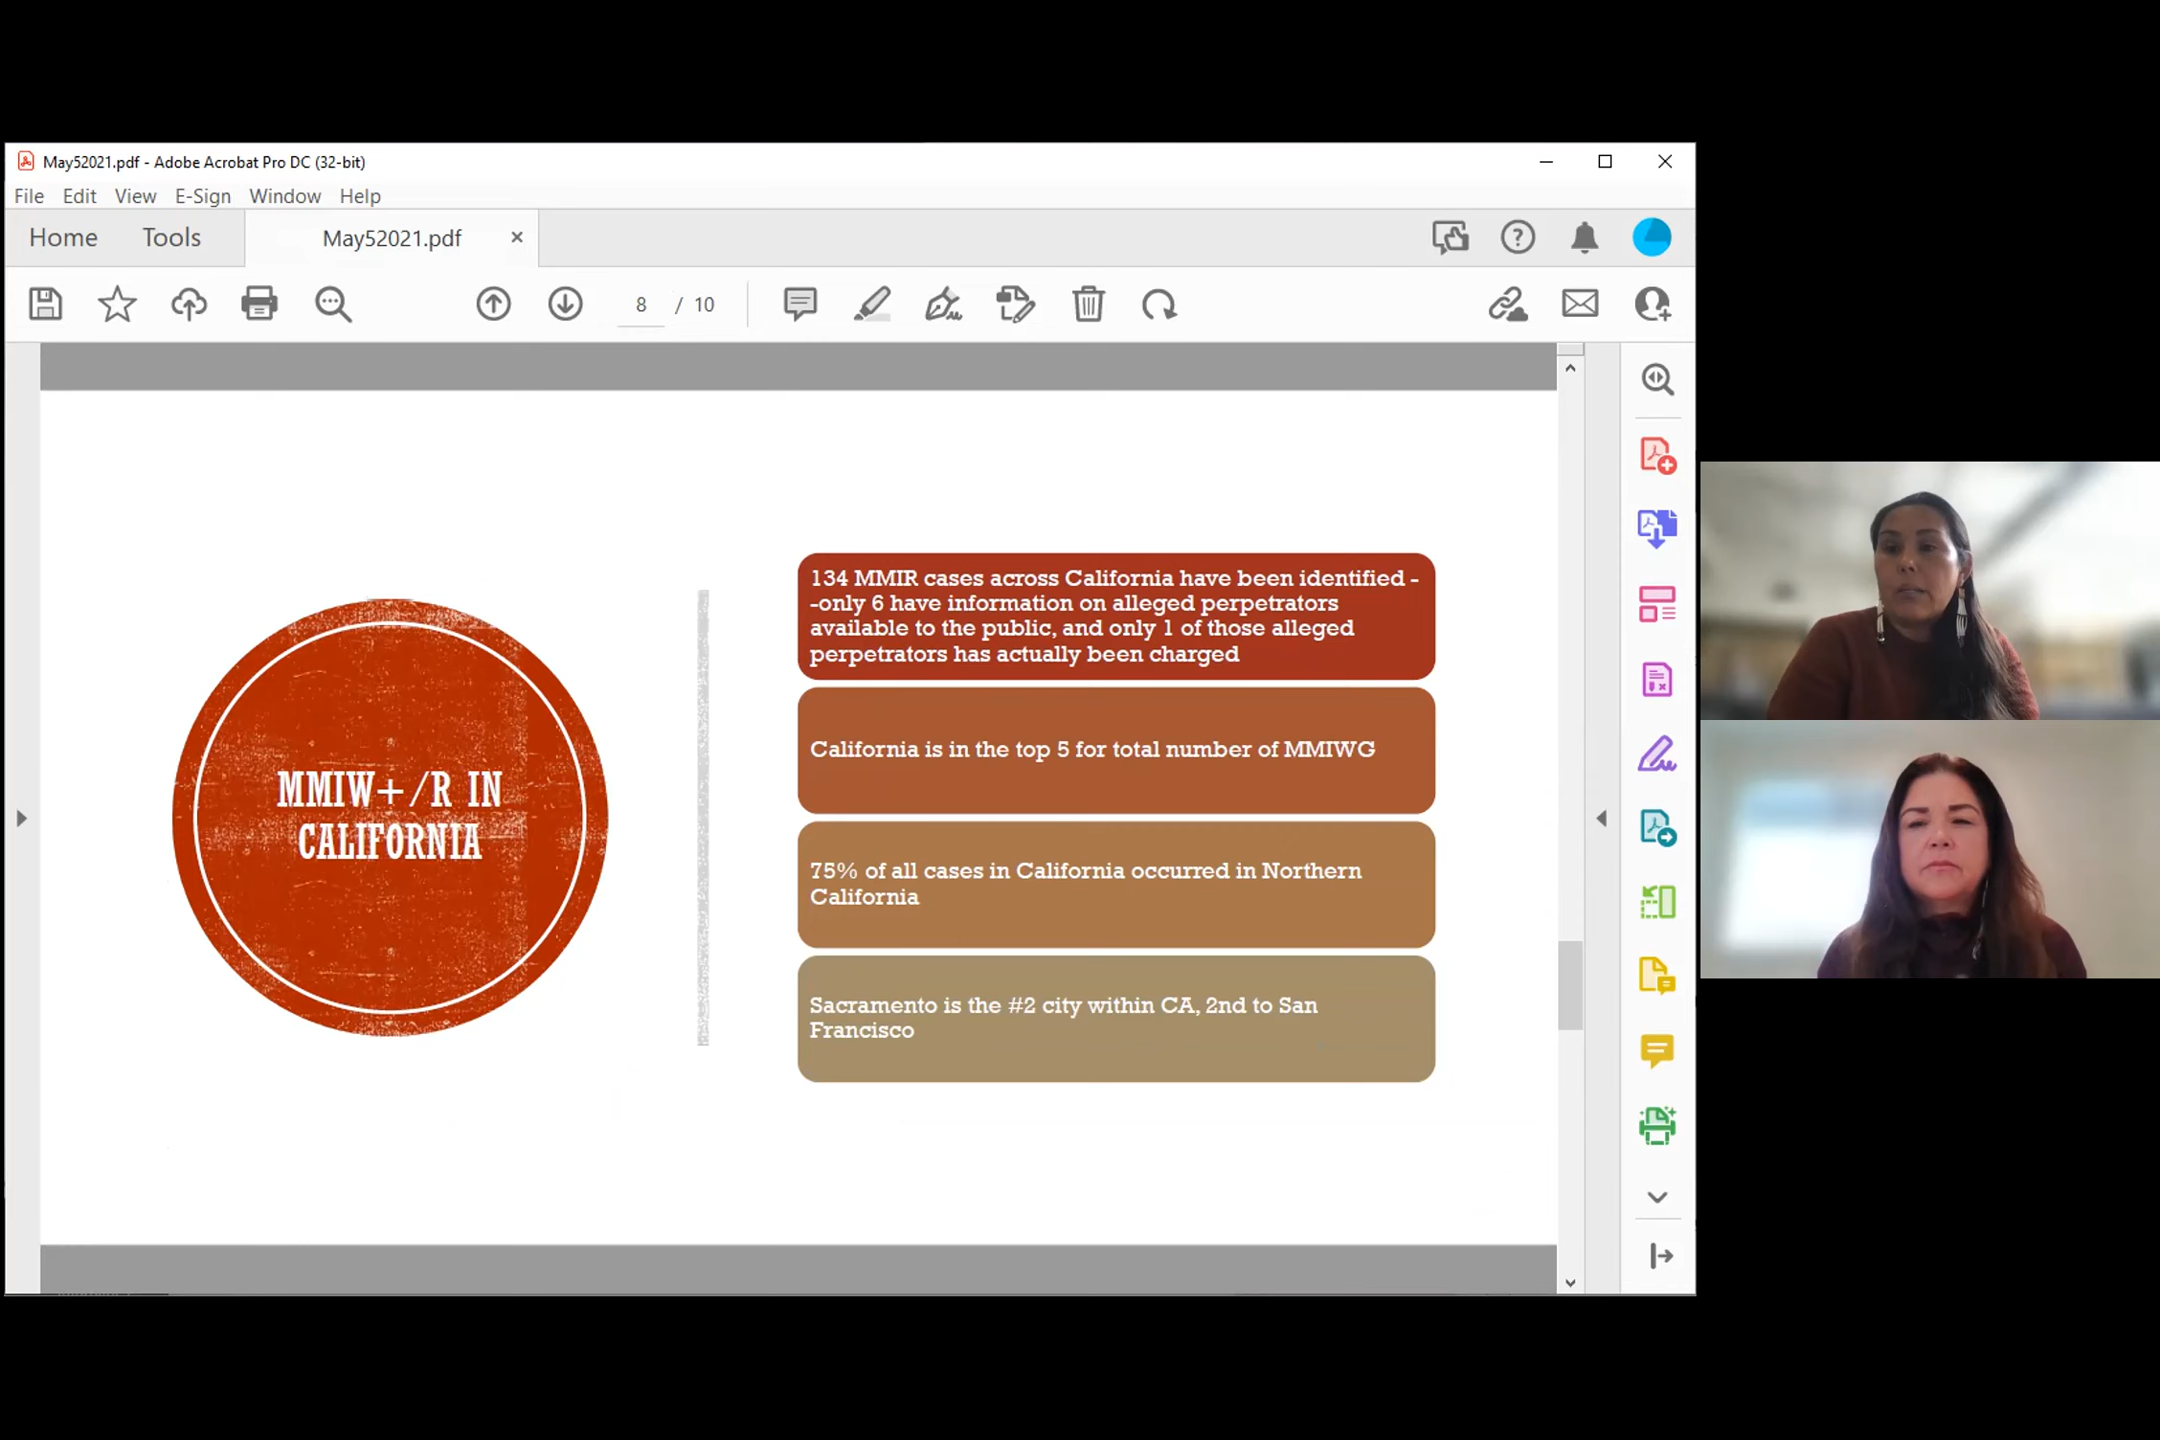 May52021.pdf - Adobe Acrobat Pro DC (32-bit)
File Edit View E-Sign Window Help
Home Tools May52021.pdf
8 / 10
MMIW+/R IN
CALIFORNIA
134 MMIR cases across California have been identified -
-only 6 have information on alleged perpetrators
available to the public, and only 1 of those alleged
perpetrators has actually been charged
California is in the top 5 for total number of MMIWG
75% of all cases in California occurred in Northern
California
Sacramento is the #2 city within CA, 2nd to San
Francisco